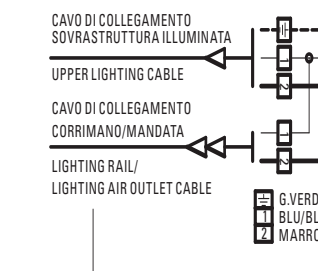 CAVO DI COLLEGAMENTO
SOVRASTRUTTURA ILLUMINATA
UPPER LIGHTING CABLE
1
2
CAVO DI COLLEGAMENTO
CORRIMANO/MANDATA
LIGHTING RAIL/
LIGHTING AIR OUTLET CABLE
1
2
G.VERD
1 BLU/BL
2 MARRO